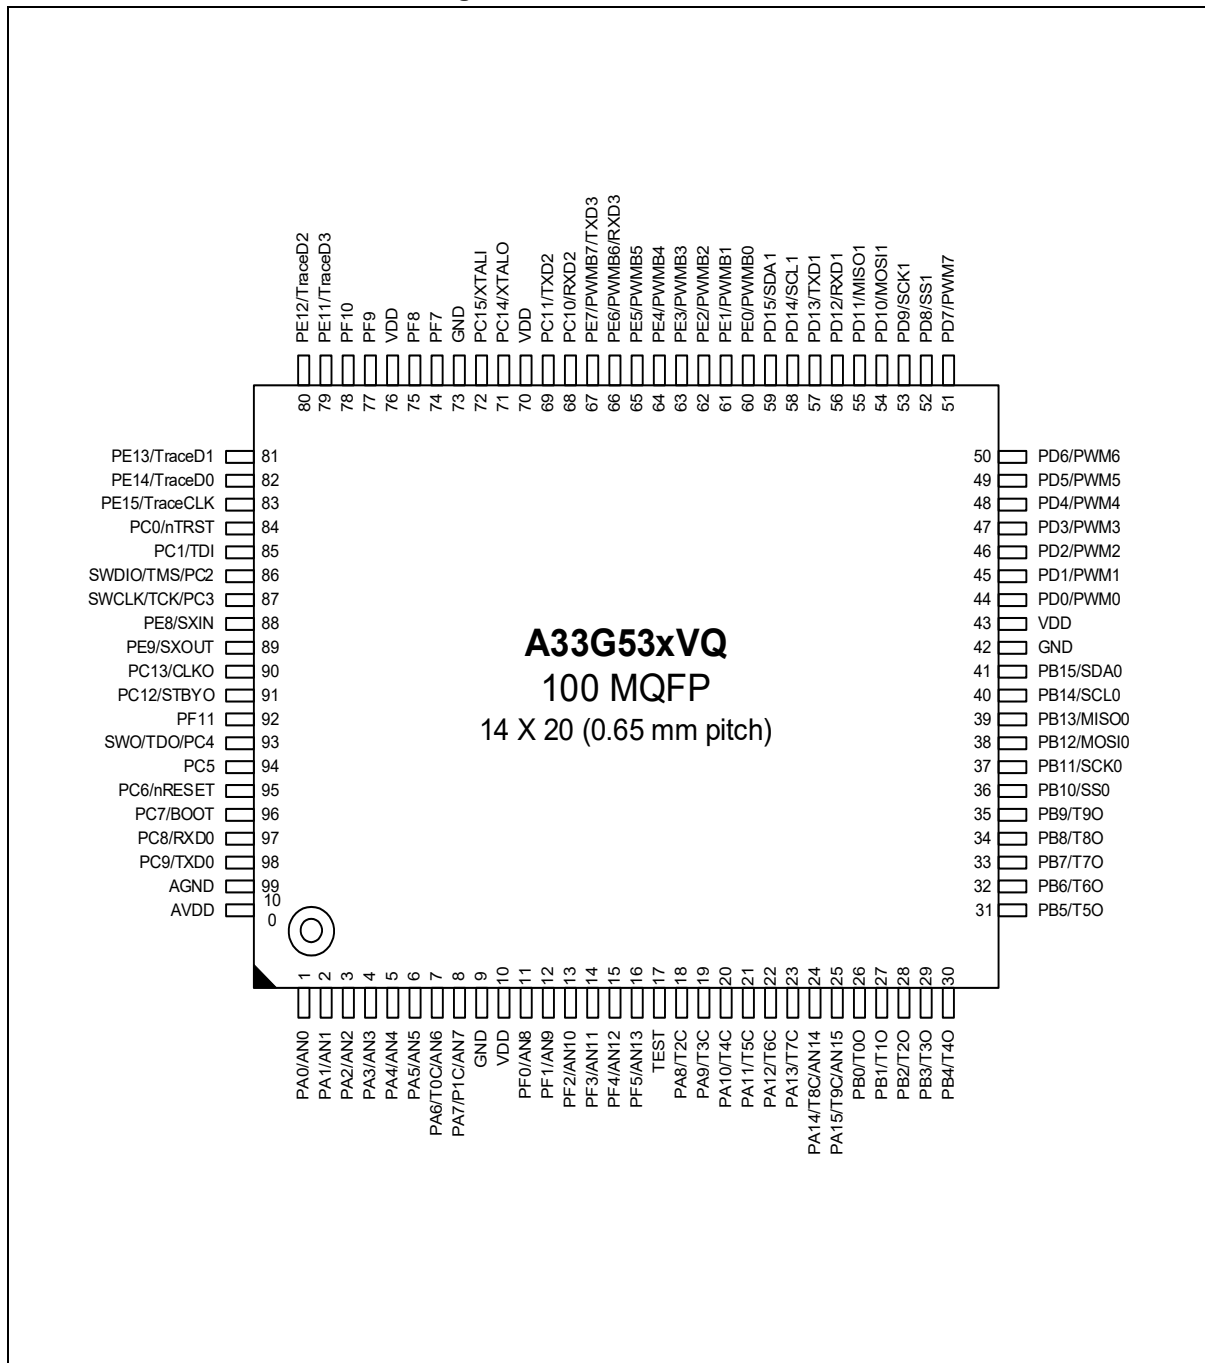 PE12/TraceD2
PE11/TraceD3
PF10
PF9
VDD
PF8
PF7
GND
PC15/XTALI
PC14/XTALO
VDD
PC11/TXD2
PC10/RXD2
PE7/PWMB7/TXD3
PE6/PWMB6/RXD3
PE5/PWMB5
PE4/PWMB4
PE3/PWMB3
PE2/PWMB2
PE1/PWMB1
PE0/PWMB0
PD15/SDA1
PD14/SCL1
PD13/TXD1
PD12/RXD1
PD11/MISO1
PD10/MOSI1
PD9/SCK1
PD8/SS1
PD7/PWM7
80
79
78
77
76
75
74
73
72
71
70
69
68
67
66
65
64
63
62
61
60
59
58
57
56
55
54
53
52
51
PE13/TraceD1 81
PE14/TraceD0 82
PE15/TraceCLK 83
PC0/nTRST 84
PC1/TDI 85
SWDIO/TMS/PC2 86
SWCLK/TCK/PC3 87
PE8/SXIN 88
PE9/SXOUT 89
PC13/CLKO 90
PC12/STBYO 91
PF11 92
SWO/TDO/PC4 93
PC5 94
PC6/nRESET 95
PC7/BOOT 96
PC8/RXD0 97
PC9/TXD0 98
AGND 99
AVDD 10
0
A33G53xVQ
100 MQFP
14 X 20 (0.65 mm pitch)
50 PD6/PWM6
49 PD5/PWM5
48 PD4/PWM4
47 PD3/PWM3
46 PD2/PWM2
45 PD1/PWM1
44 PD0/PWM0
43 VDD
42 GND
41 PB15/SDA0
40 PB14/SCL0
39 PB13/MISO0
38 PB12/MOSI0
37 PB11/SCK0
36 PB10/SS0
35 PB9/T9O
34 PB8/T8O
33 PB7/T7O
32 PB6/T6O
31 PB5/T5O
1
2
3
4
5
6
7
8
9
10
11
12
13
14
15
16
17
18
19
20
21
22
23
24
25
26
27
28
29
30
PA0/AN0
PA1/AN1
PA2/AN2
PA3/AN3
PA4/AN4
PA5/AN5
PA6/T0C/AN6
PA7/P1C/AN7
GND
VDD
PF0/AN8
PF1/AN9
PF2/AN10
PF3/AN11
PF4/AN12
PF5/AN13
TEST
PA8/T2C
PA9/T3C
PA10/T4C
PA11/T5C
PA12/T6C
PA13/T7C
PA14/T8C/AN14
PA15/T9C/AN15
PB0/T0O
PB1/T1O
PB2/T2O
PB3/T3O
PB4/T4O